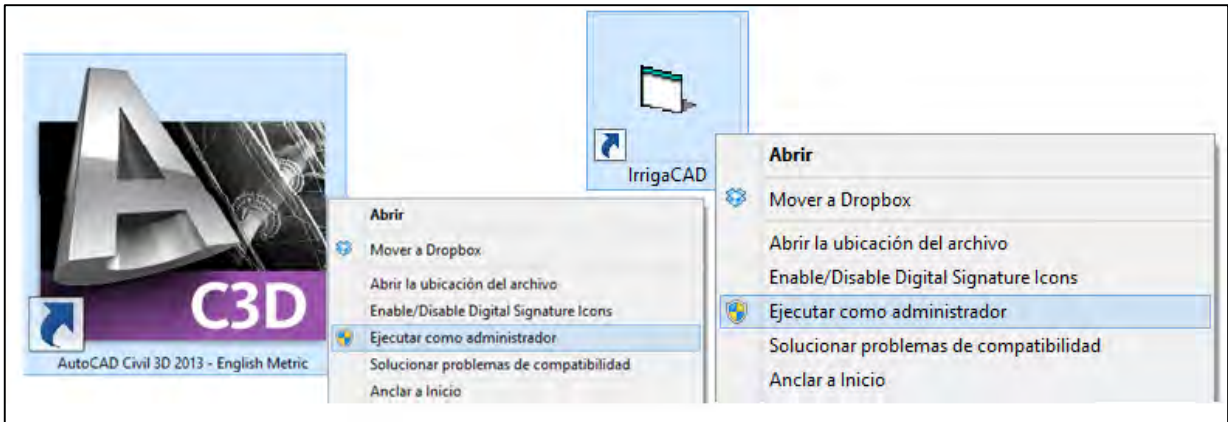 C3D
AutoCAD Civil 3D 2013 - English Metric
Abrir
Mover a Dropbox
Abrir la ubicación del archivo
Enable/Disable Digital Signature Icons
Ejecutar como administrador
Solucionar problemas de compatibilidad
Anclar a Inicio
IrrigaCAD
Abrir
Mover a Dropbox
Abrir la ubicación del archivo
Enable/Disable Digital Signature Icons
Ejecutar como administrador
Solucionar problemas de compatibilidad
Anclar a Inicio